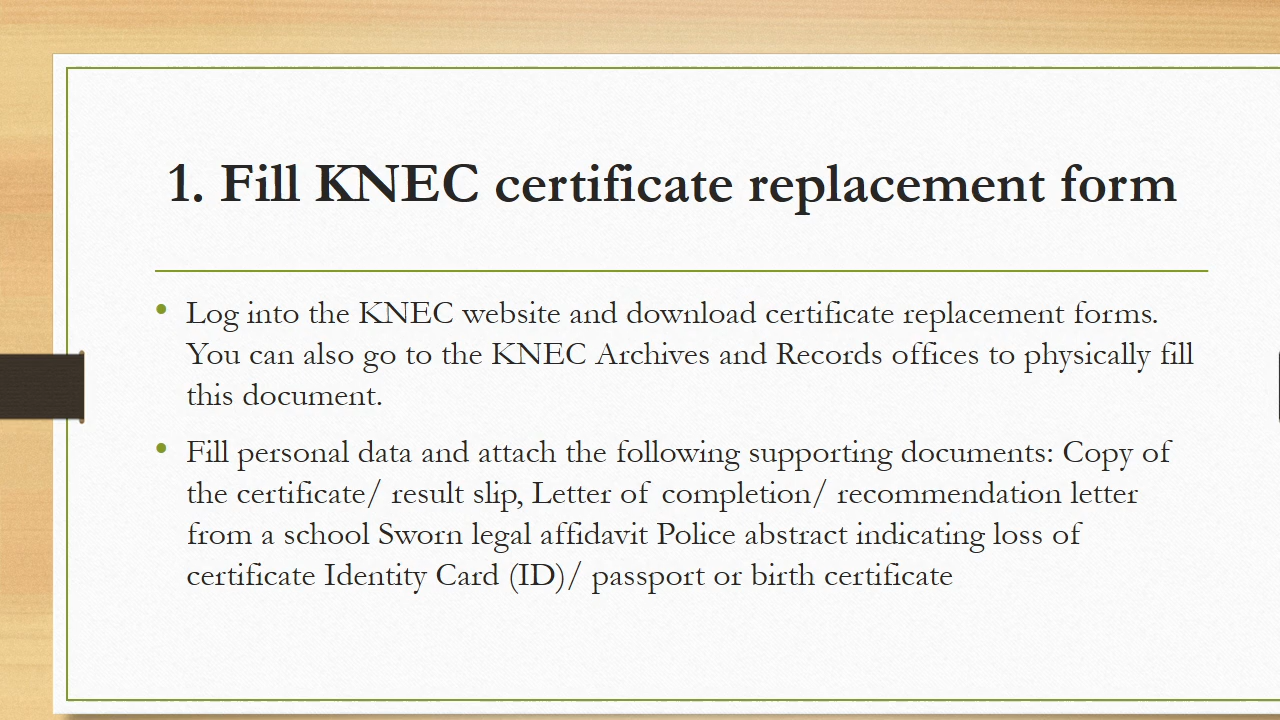 1. Fill KNEC certificate replacement form
• Log into the KNEC website and download certificate replacement forms.
You can also go to the KNEC Archives and Records offices to physically fill
this document.
• Fill personal data and attach the following supporting documents: Copy of
the certificate/ result slip, Letter of completion/ recommendation letter
from a school Sworn legal affidavit Police abstract indicating loss of
certificate Identity Card (ID)/ passport or birth certificate